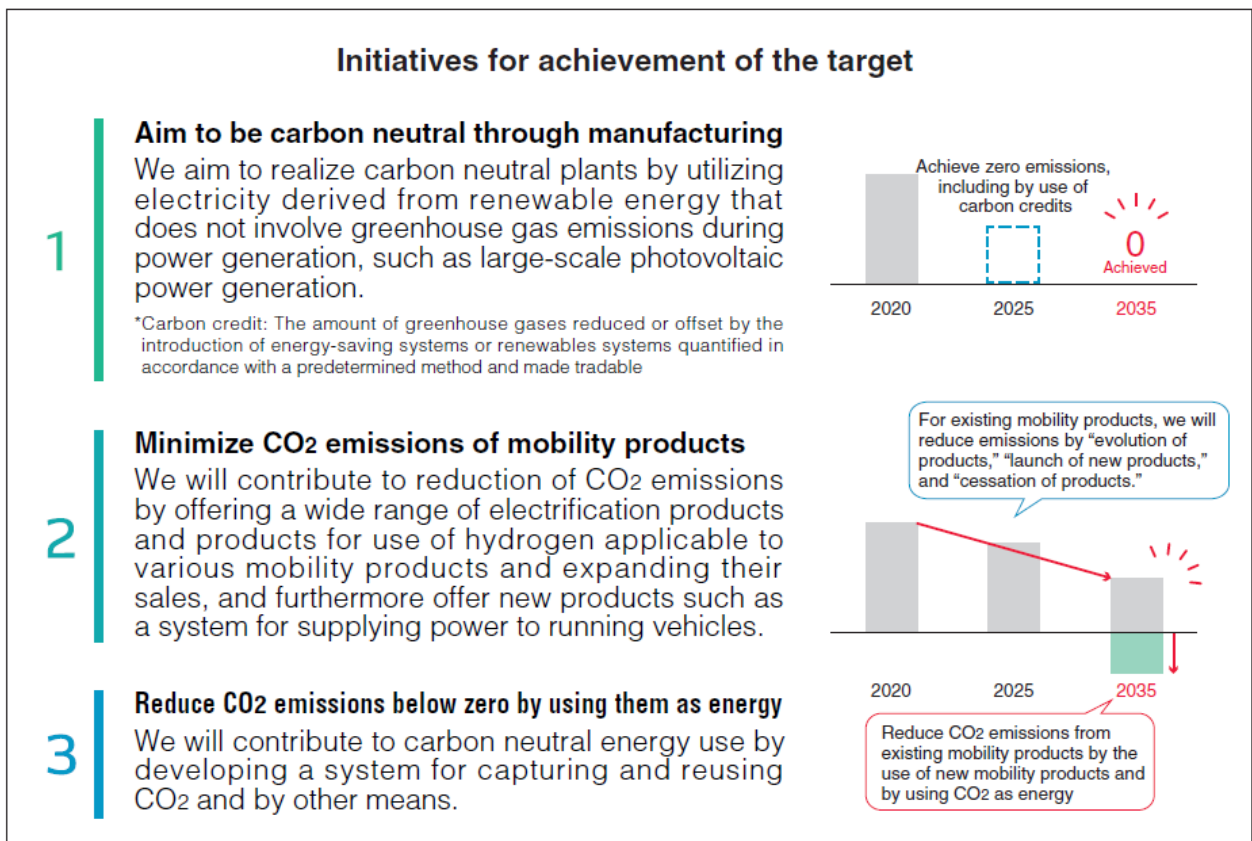 Initiatives for achievement of the target
1
Aim to be carbon neutral through manufacturing
We aim to realize carbon neutral plants by utilizing
electricity derived from renewable energy that
does not involve greenhouse gas emissions during
power generation, such as large-scale photovoltaic
power generation.
*Carbon credit: The amount of greenhouse gases reduced or offset by the
introduction of energy-saving systems or renewables systems quantified in
accordance with a predetermined method and made tradable
Achieve zero emissions,
including by use of
carbon credits
0
Achieved
2020 2025 2035
2
Minimize CO2 emissions of mobility products
We will contribute to reduction of CO2 emissions
by offering a wide range of electrification products
and products for use of hydrogen applicable to
various mobility products and expanding their
sales, and furthermore offer new products such as
a system for supplying power to running vehicles.
For existing mobility products, we will
reduce emissions by “evolution of
products,” “launch of new products,”
and “cessation of products.”
2020 2025 2035
3
Reduce CO2 emissions below zero by using them as energy
We will contribute to carbon neutral energy use by
developing a system for capturing and reusing
CO2 and by other means.
Reduce CO2 emissions from
existing mobility products by the
use of new mobility products and
by using CO2 as energy